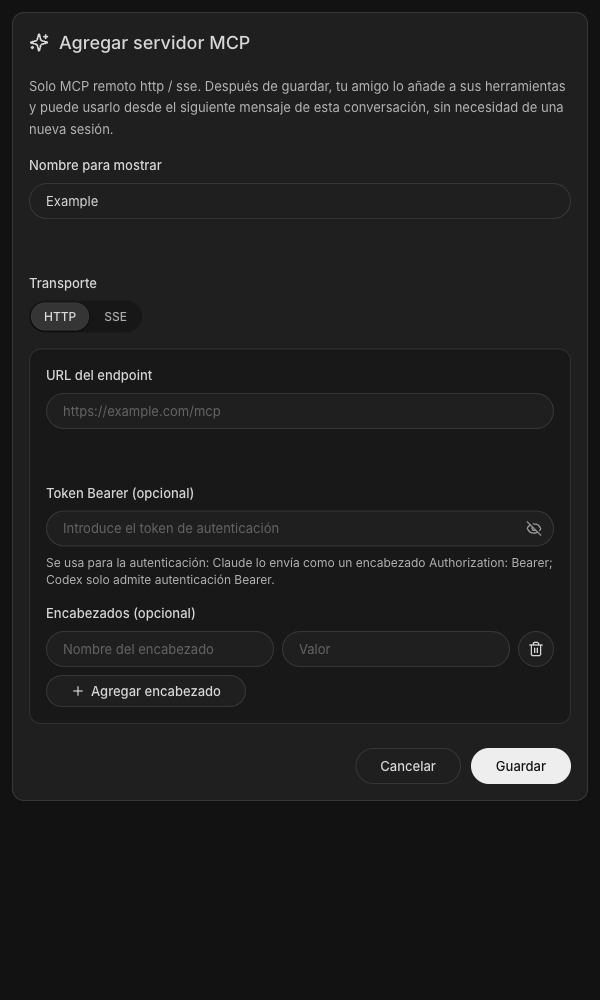 Agregar servidor MCP
Solo MCP remoto http / sse. Después de guardar, tu amigo lo añade a sus herramientas
y puede usarlo desde el siguiente mensaje de esta conversación, sin necesidad de una
nueva sesión.
Nombre para mostrar
Example
Transporte
HTTP SSE
URL del endpoint
https://example.com/mcp
Token Bearer (opcional)
Introduce el token de autenticación
Se usa para la autenticación: Claude lo envía como un encabezado Authorization: Bearer;
Codex solo admite autenticación Bearer.
Encabezados (opcional)
Nombre del encabezado Valor
Agregar encabezado
Cancelar Guardar